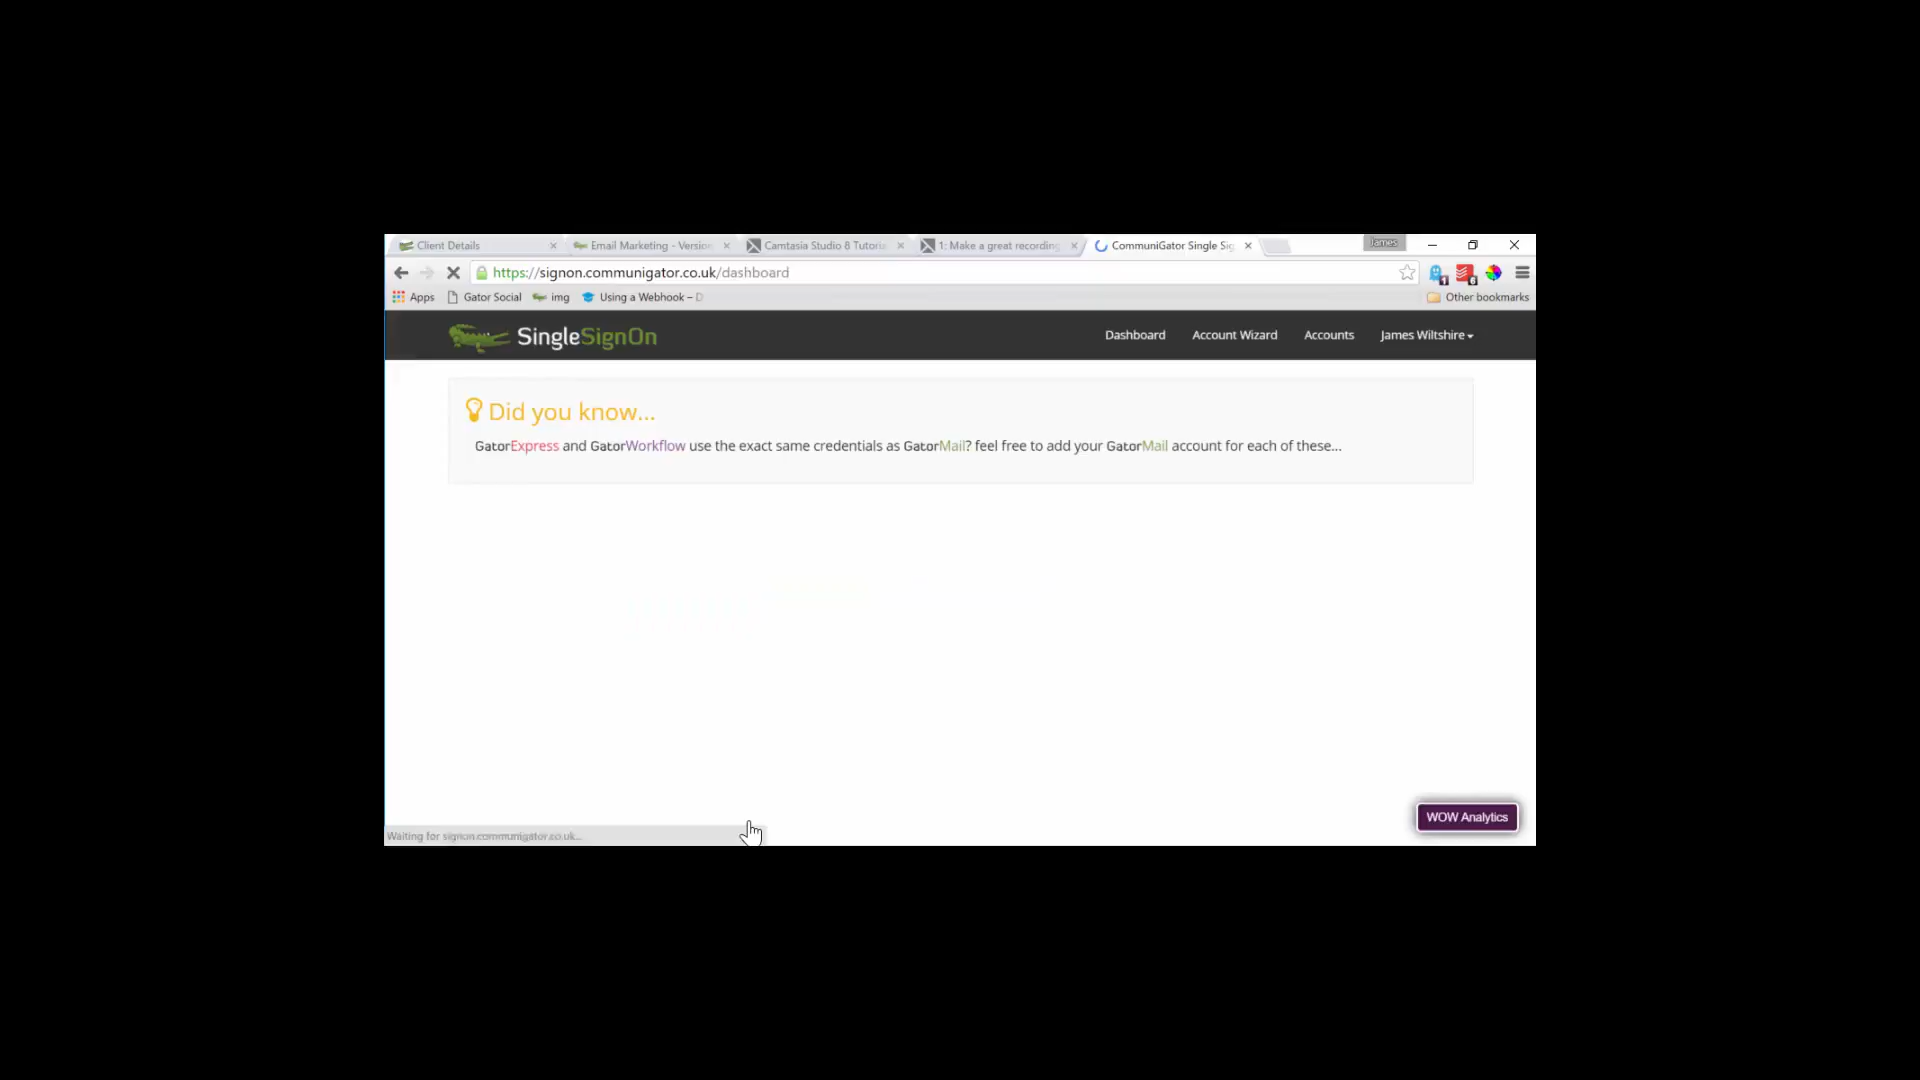 Client Details
Email Marketing - Version
Camtasia Studio 8 Tutoria
1: Make a great recording
CommuniGator Single Sig
James
https://signon.communigator.co.uk/dashboard
Apps
Gator Social
img
Using a Webhook – D
Other bookmarks
SingleSignOn
Dashboard
Account Wizard
Accounts
James Wiltshire
Did you know...
GatorExpress and GatorWorkflow use the exact same credentials as GatorMail? feel free to add your GatorMail account for each of these...
WOW Analytics
Waiting for signon.communigator.co.uk...